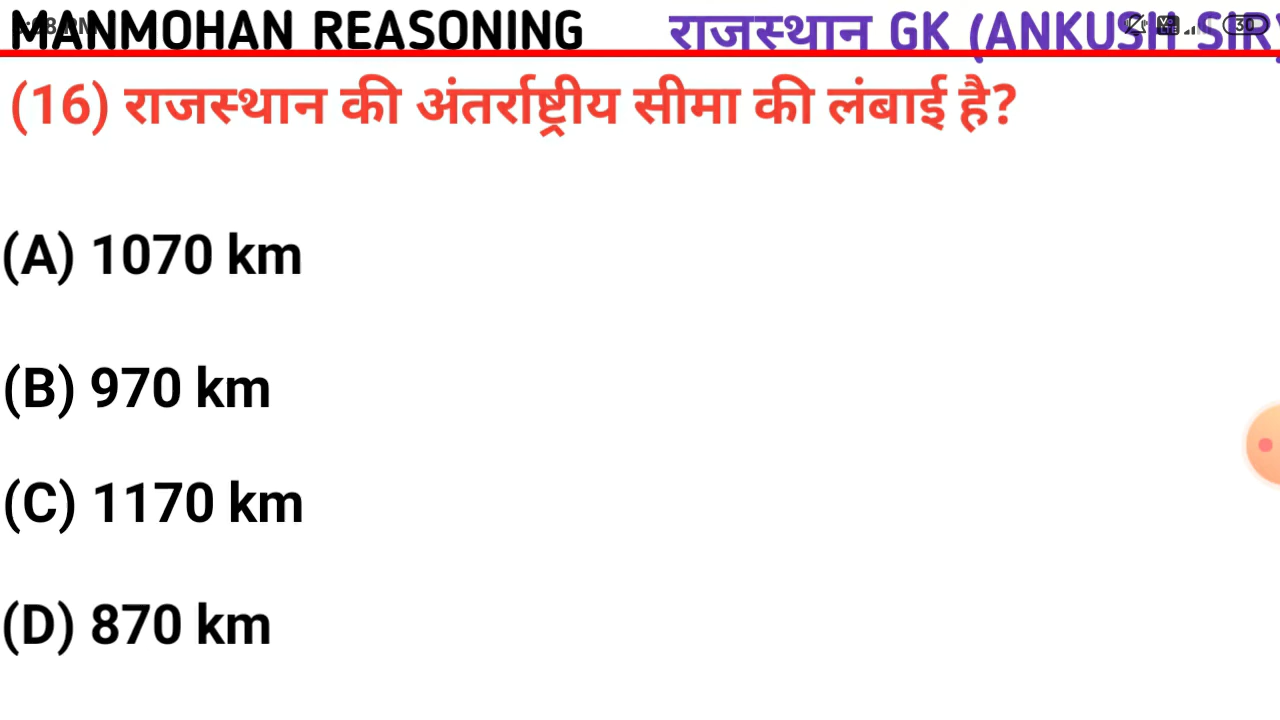 MANMOHAN REASONING राजस्थान GK (ANKUSH SIR)
(16) राजस्थान की अंतर्राष्ट्रीय सीमा की लंबाई है?
(A) 1070 km
(B) 970 km
(C) 1170 km
(D) 870 km